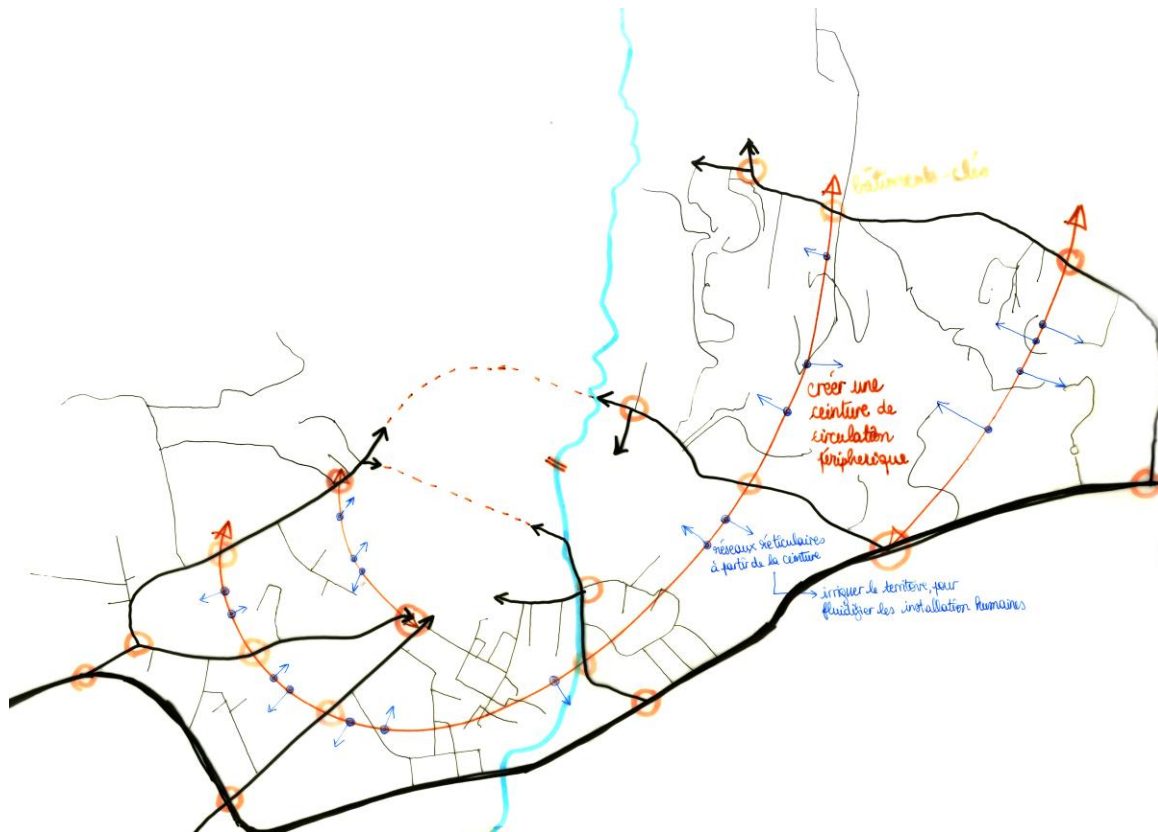 bâtiments-clés
créer une
ceinture de
circulation
périphérique
réseaux réticulaires
à partir de la ceinture
irriguer le territoire, pour
fluidifier les installation humaines